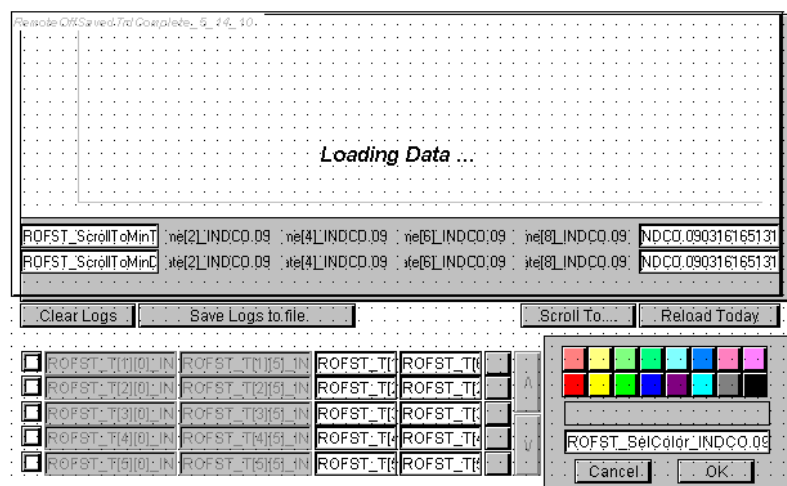 Remote Off Saved Trd Complete_5_14_10
Loading Data ...
ROFST_ScrollToMinT ne[2]_INDCO.09 ne[4]_INDCO.09 ne[6]_INDCO.09 ne[8]_INDCO.09 NDCO.090316165131
ROFST_ScrollToMinD ate[2]_INDCO.09 ate[4]_INDCO.09 ate[6]_INDCO.09 ate[8]_INDCO.09 NDCO.090316165131
Clear Logs Save Logs to file. Scroll To.... Reload Today
ROFST_T[1][0]_IN ROFST_T[1][5]_IN ROFST_T[ ROFST_T[
ROFST_T[2][0]_IN ROFST_T[2][5]_IN ROFST_T[ ROFST_T[
ROFST_T[3][0]_IN ROFST_T[3][5]_IN ROFST_T[ ROFST_T[
ROFST_T[4][0]_IN ROFST_T[4][5]_IN ROFST_T[ ROFST_T[
ROFST_T[5][0]_IN ROFST_T[5][5]_IN ROFST_T[ ROFST_T[
ROFST_SelColor_INDCO.09
Cancel OK